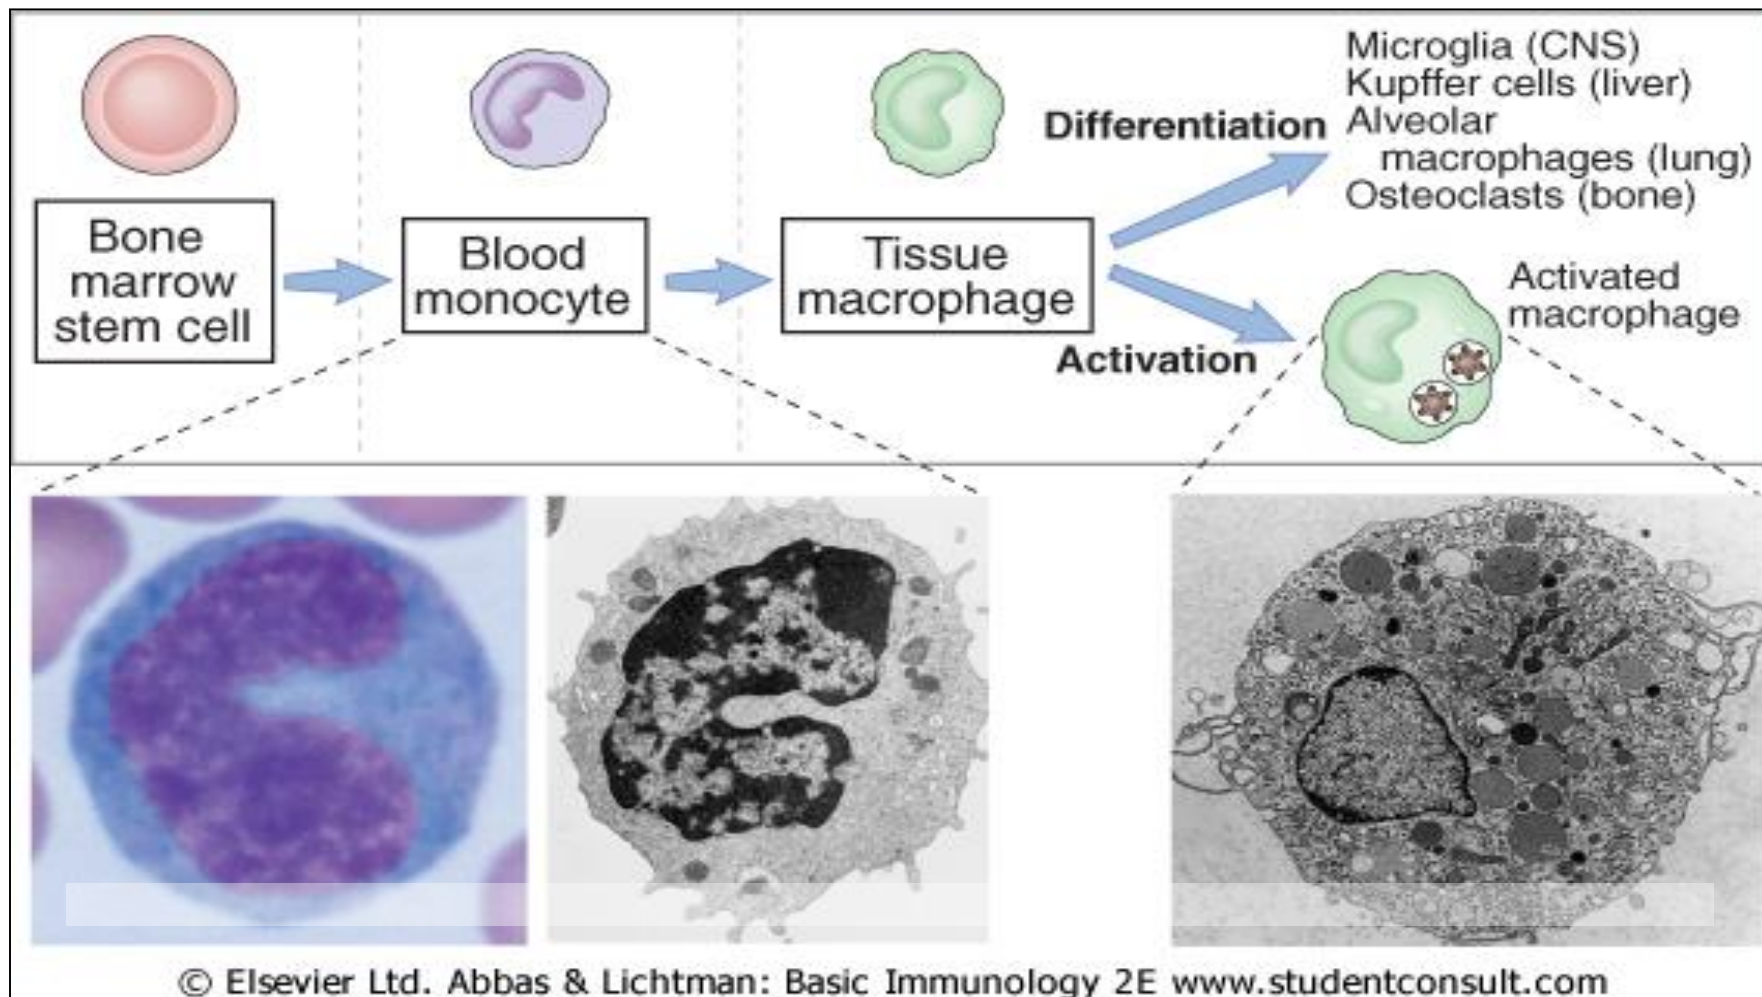 Bone
marrow
stem cell
Blood
monocyte
Tissue
macrophage
Differentiation
Microglia (CNS)
Kupffer cells (liver)
Alveolar
macrophages (lung)
Osteoclasts (bone)
Activation
Activated
macrophage
© Elsevier Ltd. Abbas & Lichtman: Basic Immunology 2E www.studentconsult.com